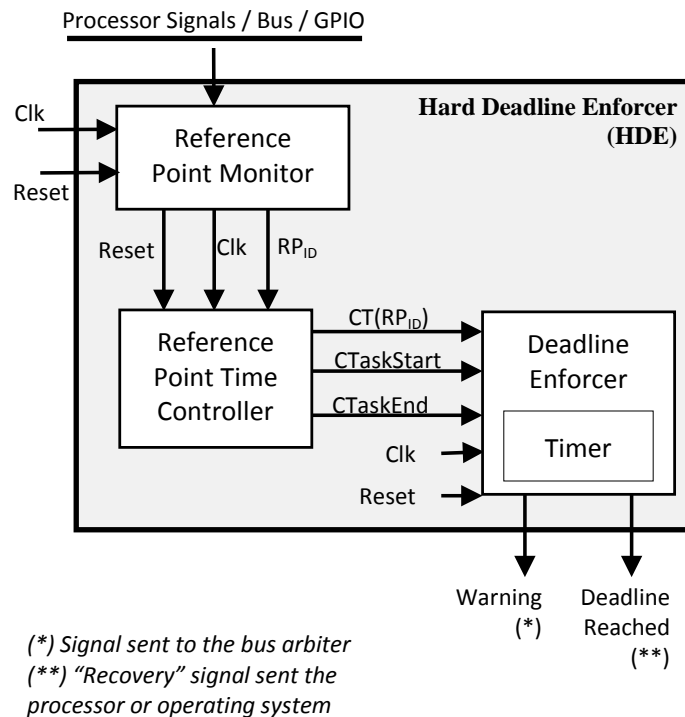 Processor Signals / Bus / GPIO
Hard Deadline Enforcer
(HDE)
Clk
Reset
Reference
Point Monitor
Reset
Clk
RP_ID
Reference
Point Time
Controller
CT(RP_ID)
CTaskStart
CTaskEnd
Clk
Reset
Deadline
Enforcer
Timer
Warning
(*)
Deadline
Reached
(**)
(*) Signal sent to the bus arbiter
(**) “Recovery” signal sent the
processor or operating system